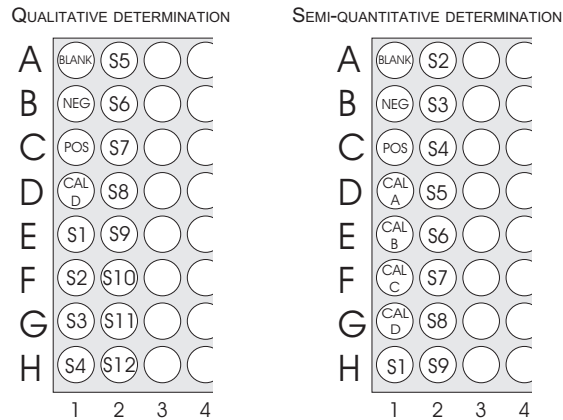 QUALITATIVE DETERMINATION
A BLANK S5
B NEG S6
C POS S7
D CAL D S8
E S1 S9
F S2 S10
G S3 S11
H S4 S12
1 2 3 4
SEMI-QUANTITATIVE DETERMINATION
A BLANK S2
B NEG S3
C POS S4
D CAL A S5
E CAL B S6
F CAL C S7
G CAL D S8
H S1 S9
1 2 3 4